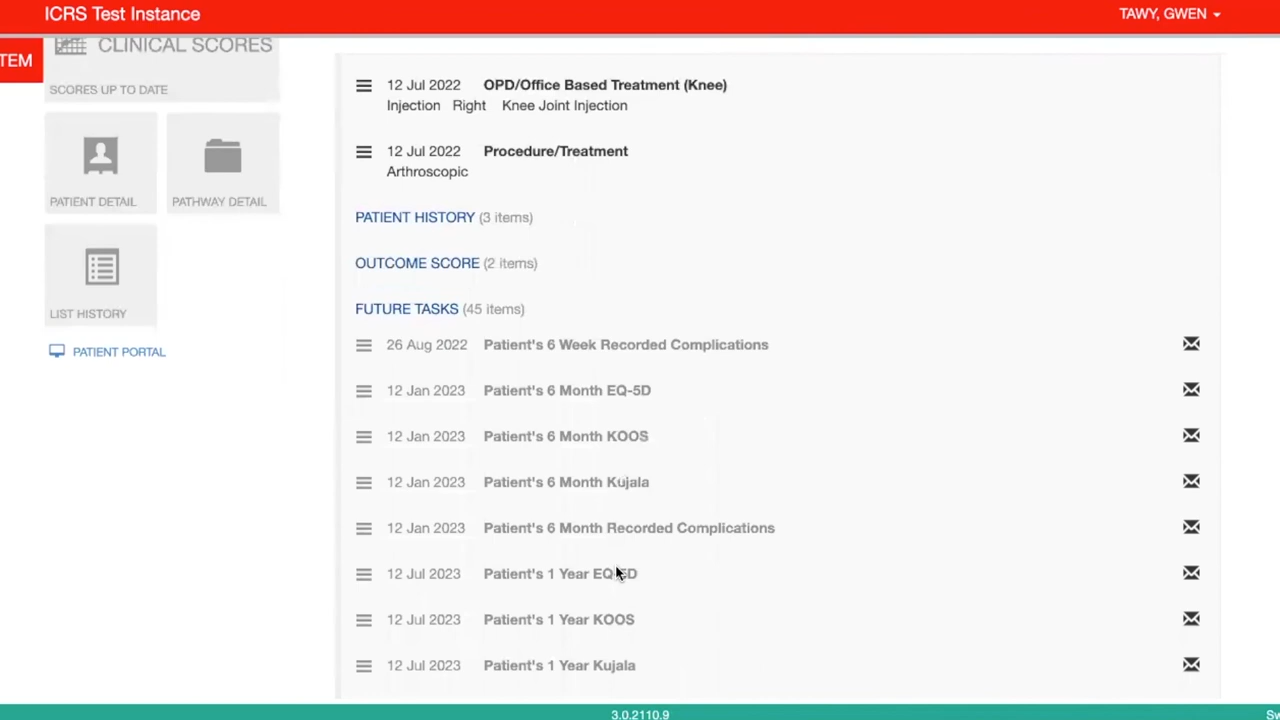 ICRS Test Instance
TAWY, GWEN
TEM
CLINICAL SCORES
SCORES UP TO DATE
PATIENT DETAIL
PATHWAY DETAIL
LIST HISTORY
PATIENT PORTAL
12 Jul 2022 OPD/Office Based Treatment (Knee)
Injection Right Knee Joint Injection
12 Jul 2022 Procedure/Treatment
Arthroscopic
PATIENT HISTORY (3 items)
OUTCOME SCORE (2 items)
FUTURE TASKS (45 items)
26 Aug 2022 Patient's 6 Week Recorded Complications
12 Jan 2023 Patient's 6 Month EQ-5D
12 Jan 2023 Patient's 6 Month KOOS
12 Jan 2023 Patient's 6 Month Kujala
12 Jan 2023 Patient's 6 Month Recorded Complications
12 Jul 2023 Patient's 1 Year EQ-5D
12 Jul 2023 Patient's 1 Year KOOS
12 Jul 2023 Patient's 1 Year Kujala
3.0.2110.9